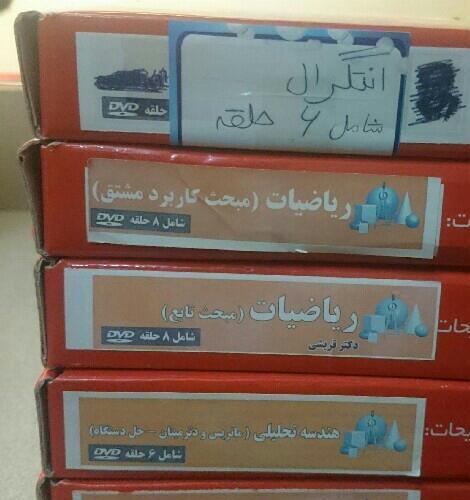 انتگرال
شامل ۶ حلقه
حلقه DVD
ریاضیات (مبحث کاربرد مشتق)
شامل ۸ حلقه DVD
ریاضیات (مبحث تابع)
دکتر قریشی
شامل ۸ حلقه DVD
هندسه تحلیلی (ماتریس و دترمینان - حل دستگاه)
شامل ۶ حلقه DVD